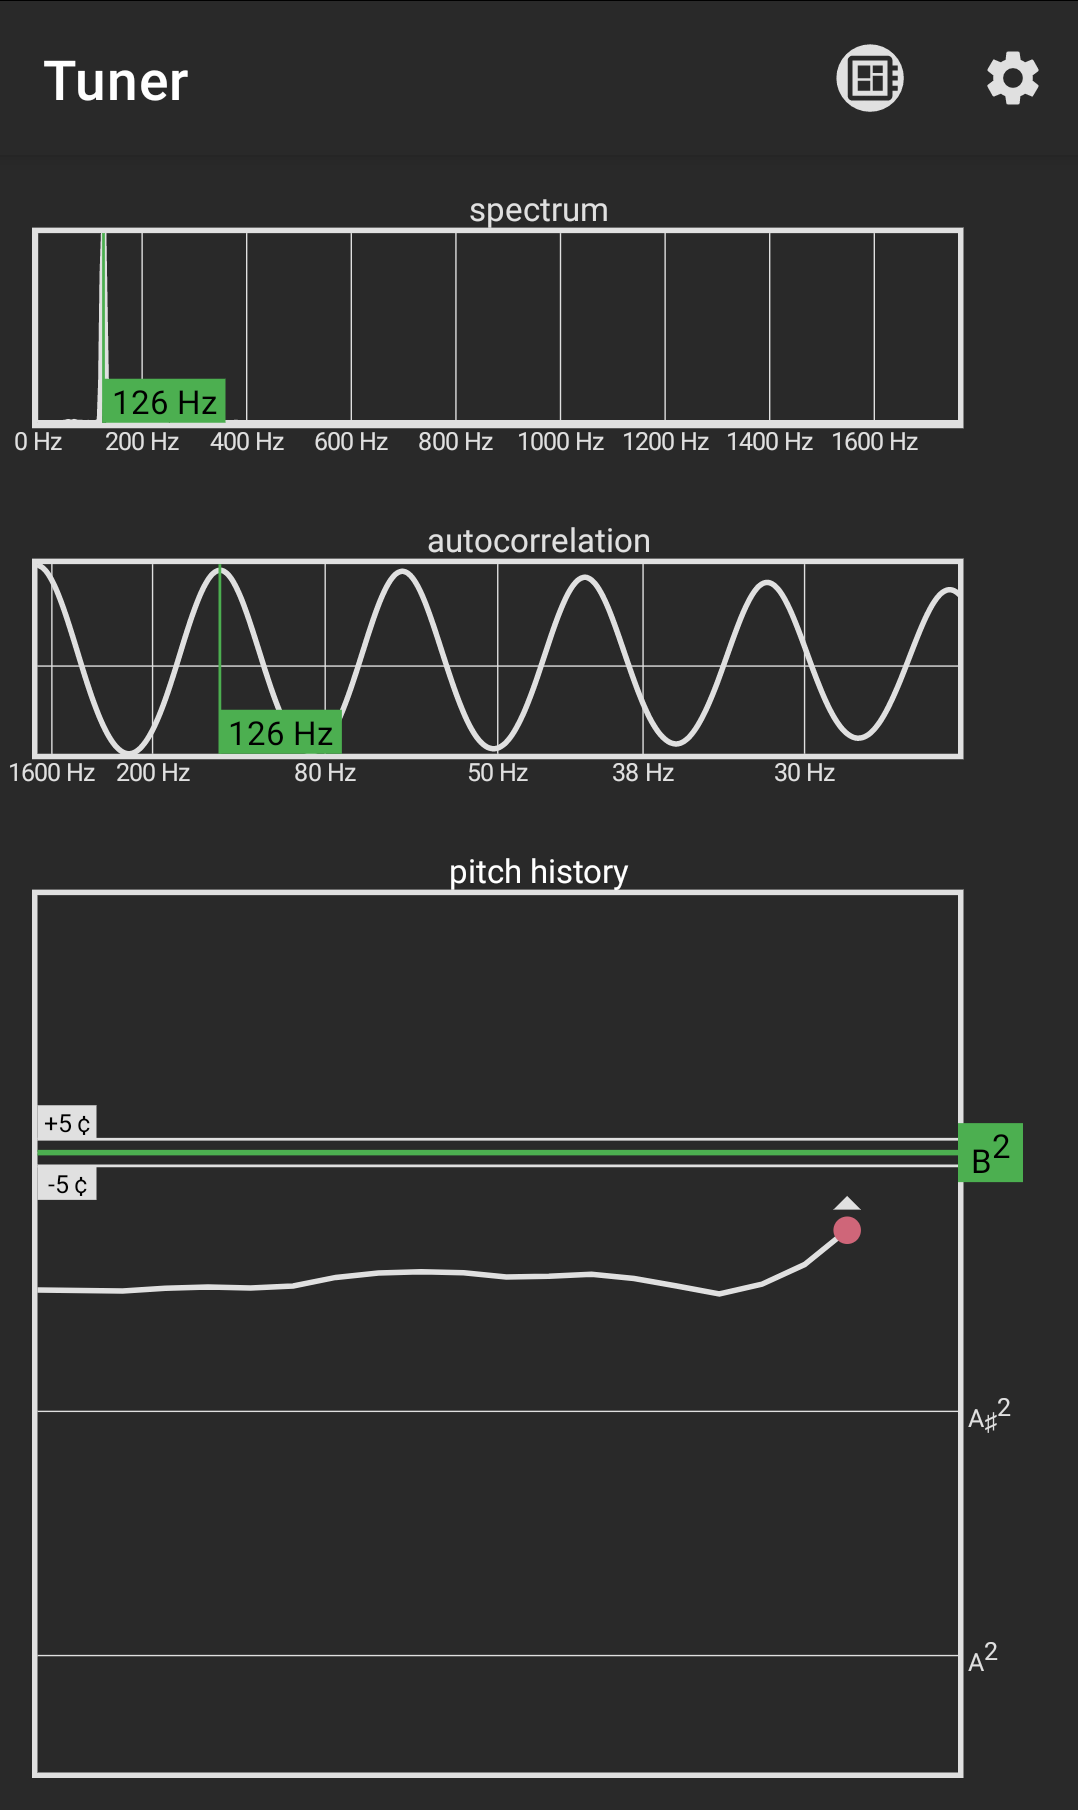 Tuner
spectrum
126 Hz
0 Hz 200 Hz 400 Hz 600 Hz 800 Hz 1000 Hz 1200 Hz 1400 Hz 1600 Hz
autocorrelation
126 Hz
1600 Hz 200 Hz 80 Hz 50 Hz 38 Hz 30 Hz
pitch history
+5 ¢
B²
-5 ¢
A♯²
A²